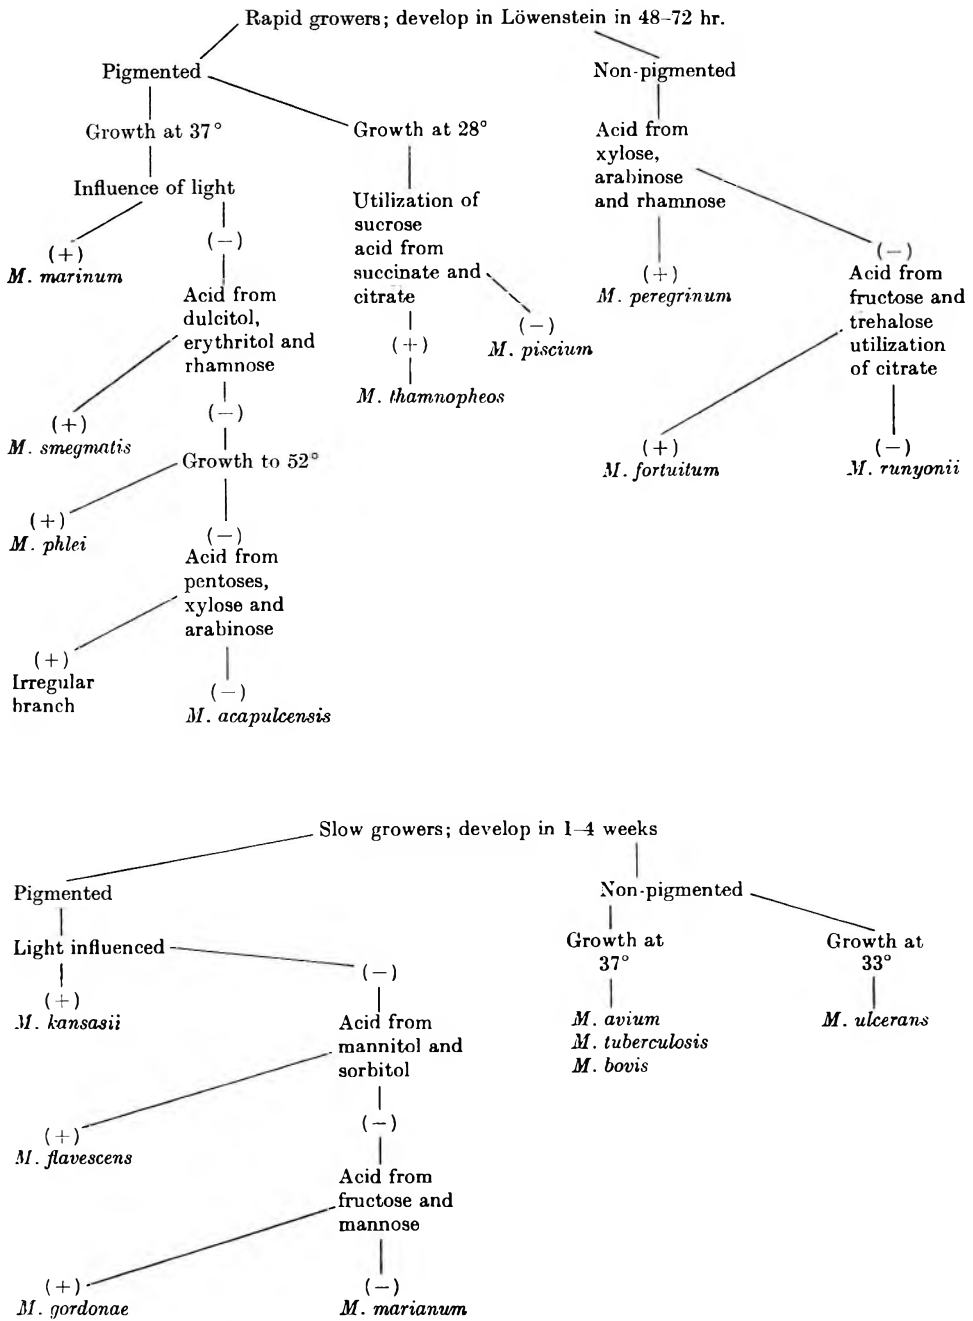 Rapid growers; develop in Löwenstein in 48–72 hr.
Pigmented
Non-pigmented
Growth at 37°
Growth at 28°
Acid from
xylose,
arabinose
and rhamnose
Influence of light
(+)
M. marinum
(−)
Utilization of
sucrose
acid from
succinate and
citrate
(+)
M. peregrinum
(−)
Acid from
fructose and
trehalose
utilization
of citrate
Acid from
dulcitol,
erythritol and
rhamnose
(+)
M. thamnopheos
(−)
M. piscium
(+)
M. smegmatis
(−)
(+)
M. fortuitum
(−)
M. runyonii
Growth to 52°
(+)
M. phlei
(−)
Acid from
pentoses,
xylose and
arabinose
(+)
Irregular
branch
(−)
M. acapulcensis
Slow growers; develop in 1–4 weeks
Pigmented
Non-pigmented
Light influenced
Growth at
37°
Growth at
33°
(+)
M. kansasii
(−)
M. avium
M. tuberculosis
M. bovis
M. ulcerans
Acid from
mannitol and
sorbitol
(+)
M. flavescens
(−)
Acid from
fructose and
mannose
(+)
M. gordonae
(−)
M. marianum